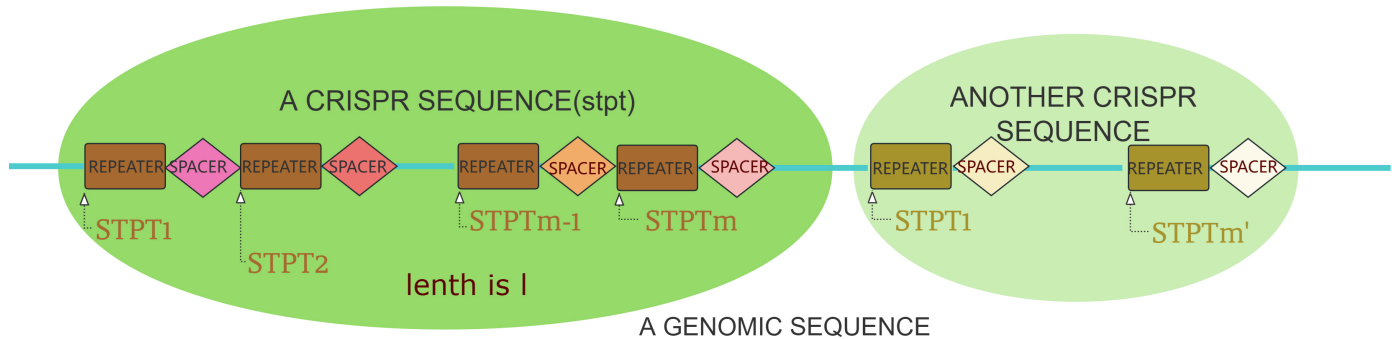 A CRISPR SEQUENCE(stpt)
REPEATER SPACER REPEATER SPACER REPEATER SPACER REPEATER SPACER
STPT1
STPT2
STPTm-1
STPTm
lenth is l
ANOTHER CRISPR
SEQUENCE
REPEATER SPACER REPEATER SPACER
STPT1
STPTm'
A GENOMIC SEQUENCE